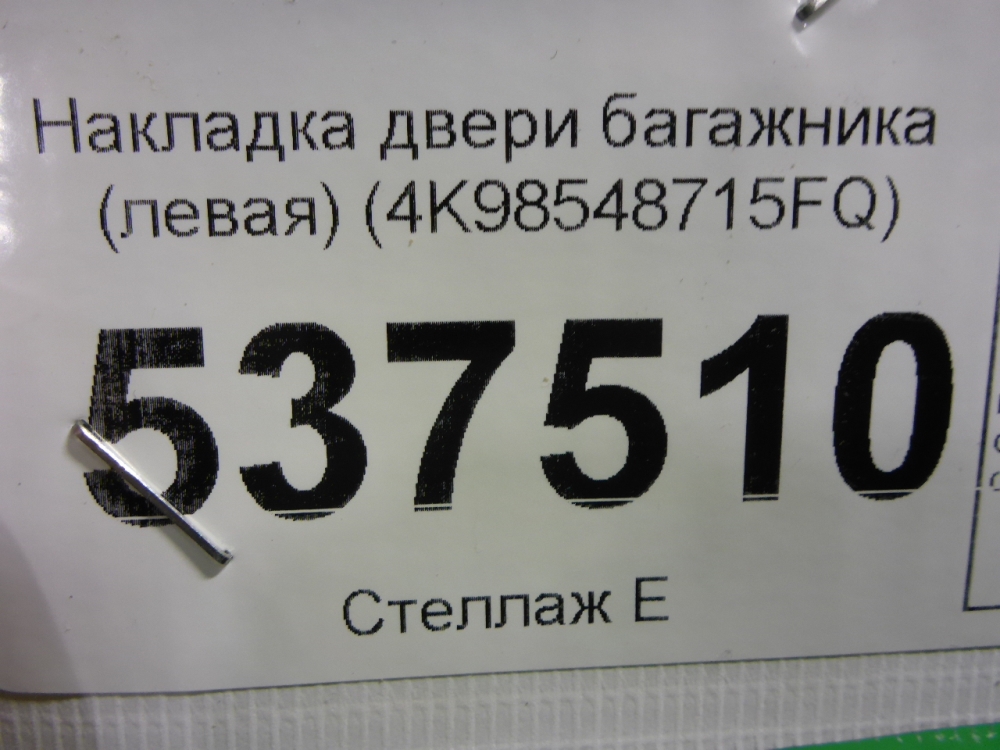 Накладка двери багажника
(левая) (4K98548715FQ)
537510
Стеллаж Е